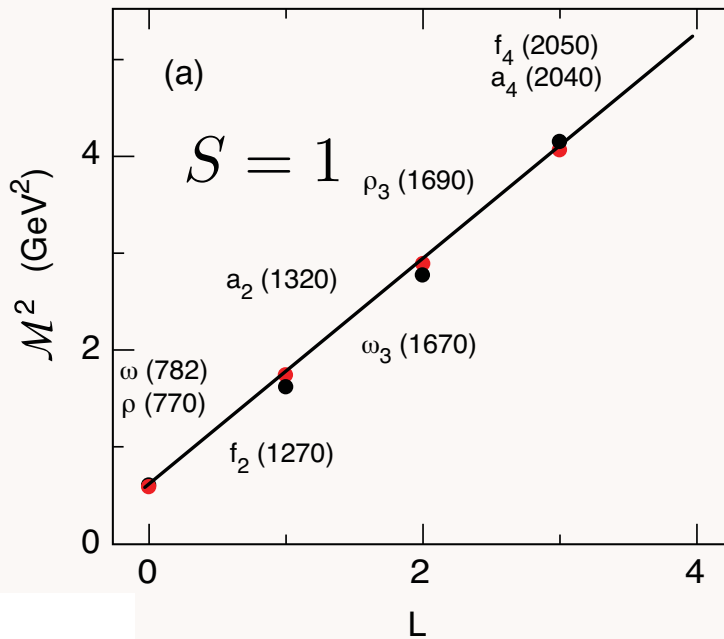 (a)
f₄ (2050)
a₄ (2040)
S = 1
ρ₃ (1690)
a₂ (1320)
ω₃ (1670)
ω (782)
ρ (770)
f₂ (1270)
ℳ² (GeV²)
4
2
0
0 2 4
L